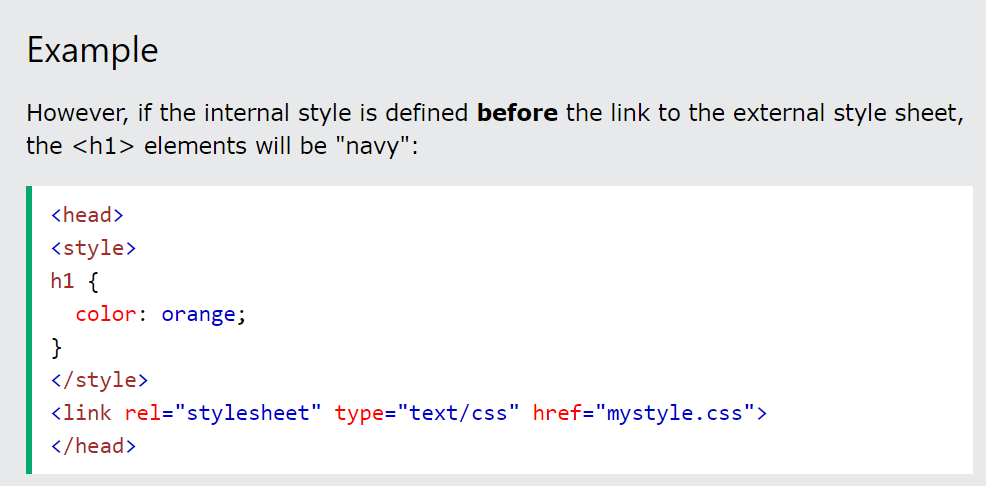 Example
However, if the internal style is defined before the link to the external style sheet,
the <h1> elements will be "navy":
<head>
<style>
h1 {
  color: orange;
}
</style>
<link rel="stylesheet" type="text/css" href="mystyle.css">
</head>